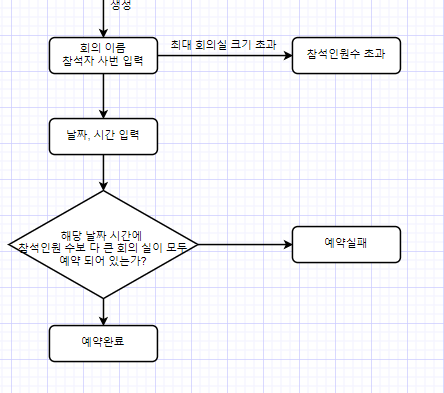 생성
회의 이름
참석자 사번 입력
최대 회의실 크기 초과
참석인원수 초과
날짜, 시간 입력
해당 날짜 시간에
참석인원 수보 다 큰 회의 실이 모두
예약 되어 있는가?
예약실패
예약완료